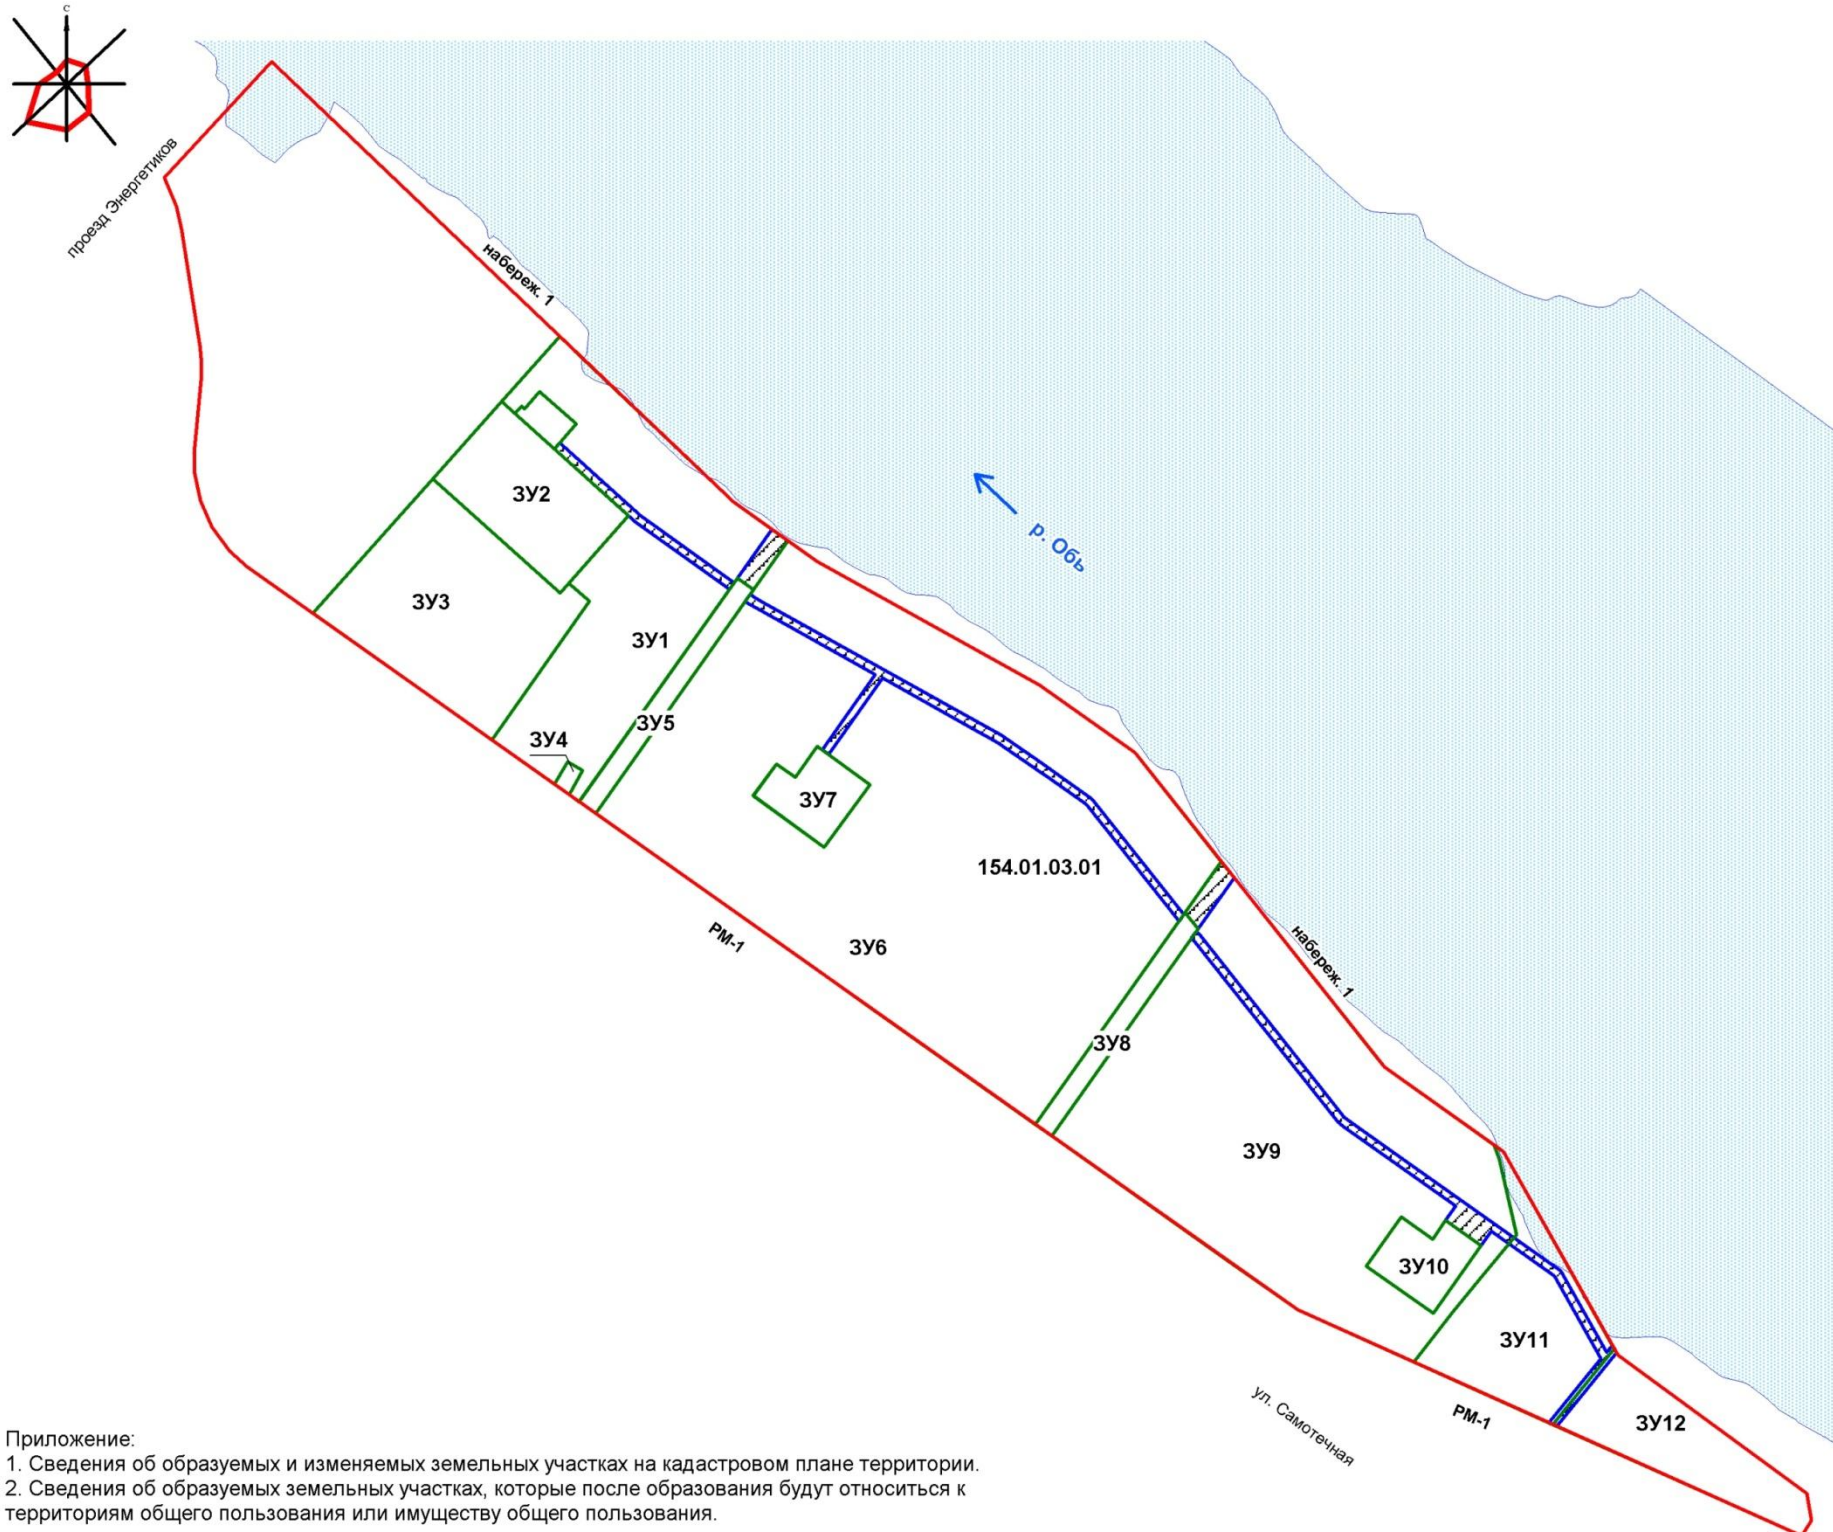 с
проезд Энергетиков
набереж. 1
ЗУ2
р. Обь
ЗУ3
ЗУ1
ЗУ5
ЗУ4
ЗУ7
154.01.03.01
РМ-1
ЗУ6
набереж. 1
ЗУ8
ЗУ9
ЗУ10
ЗУ11
ул. Самотечная
РМ-1
ЗУ12
Приложение:
1. Сведения об образуемых и изменяемых земельных участках на кадастровом плане территории.
2. Сведения об образуемых земельных участках, которые после образования будут относиться к
территориям общего пользования или имуществу общего пользования.